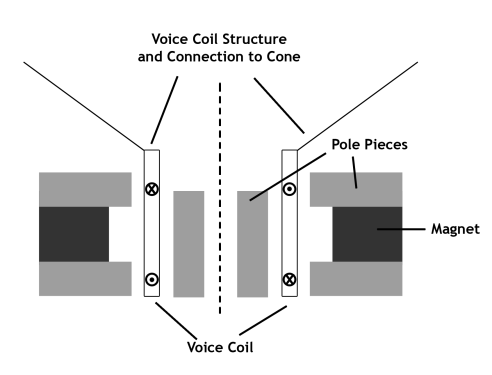 Voice Coil Structure
and Connection to Cone
Pole Pieces
Magnet
Voice Coil